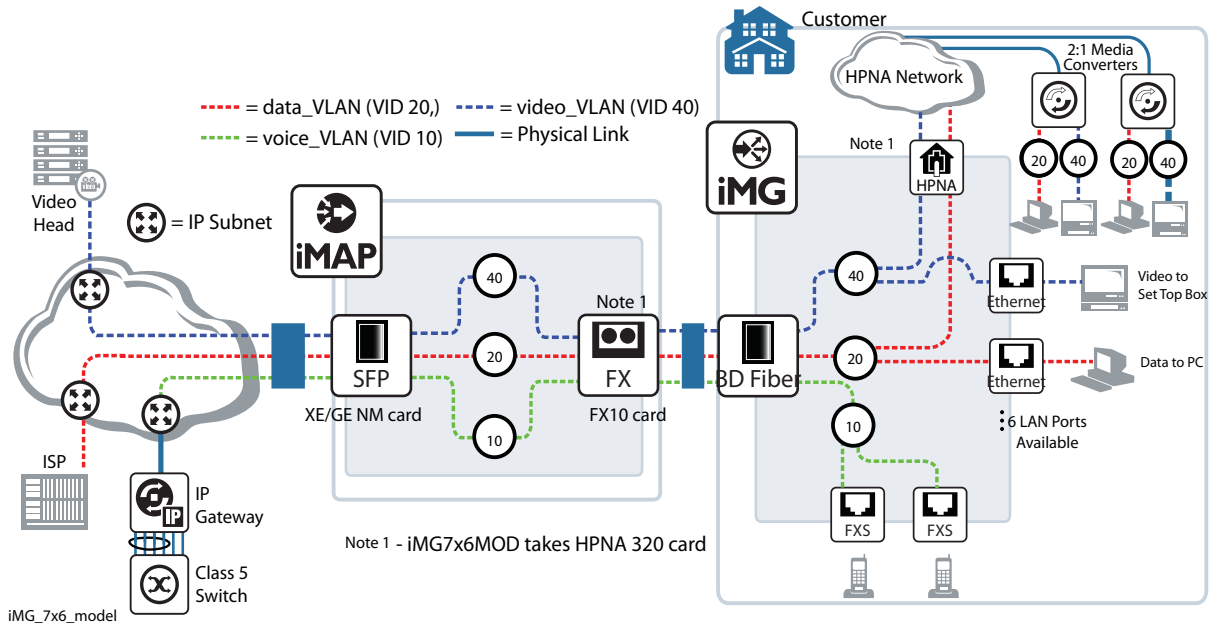 Customer
HPNA Network
2:1 Media
Converters
= data_VLAN (VID 20,)
= video_VLAN (VID 40)
= voice_VLAN (VID 10)
= Physical Link
Note 1
iMG
HPNA
20
40
20
40
Video
Head
= IP Subnet
iMAP
40
Note 1
40
Ethernet
Video to
Set Top Box
20
20
SFP
FX
BD Fiber
Ethernet
Data to PC
XE/GE NM card
FX10 card
10
10
6 LAN Ports
Available
ISP
IP
IP
Gateway
FXS
FXS
Note 1 - iMG7x6MOD takes HPNA 320 card
Class 5
Switch
iMG_7x6_model